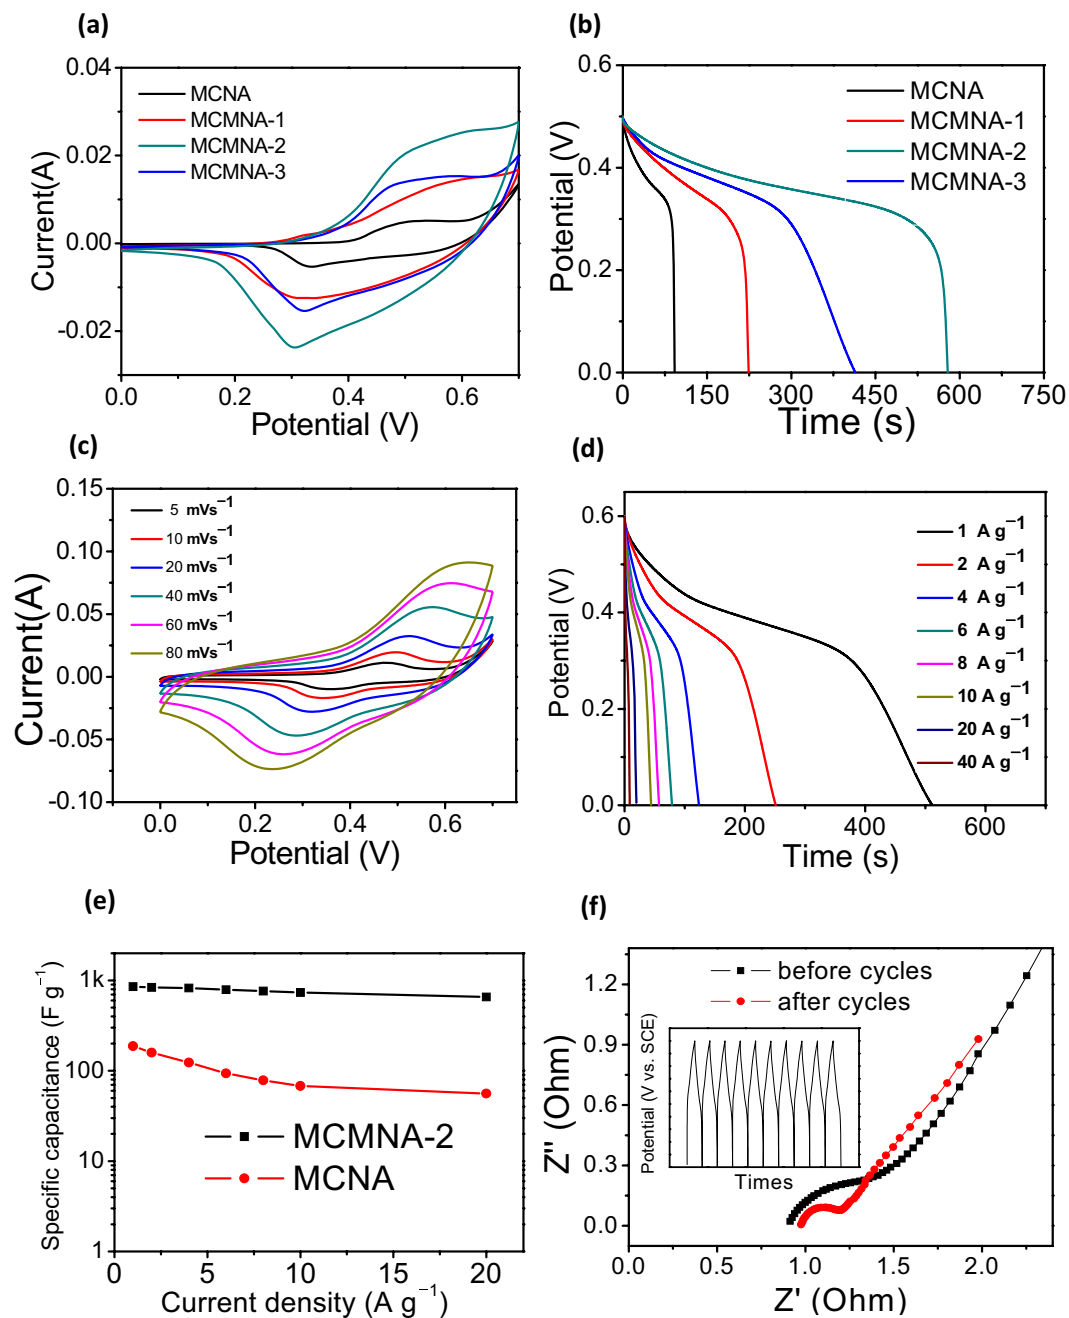 (a)
0.04
0.02
0.00
-0.02
Current(A)
MCNA
MCMNA-1
MCMNA-2
MCMNA-3
0.0
0.2
0.4
0.6
Potential (V)
(b)
0.6
0.4
0.2
0.0
Potential (V)
MCNA
MCMNA-1
MCMNA-2
MCMNA-3
0
150
300
450
600
750
Time (s)
(c)
0.15
0.10
0.05
0.00
-0.05
-0.10
Current(A)
5 mVs⁻¹
10 mVs⁻¹
20 mVs⁻¹
40 mVs⁻¹
60 mVs⁻¹
80 mVs⁻¹
0.0
0.2
0.4
0.6
Potential (V)
(d)
0.6
0.4
0.2
0.0
Potential (V)
1 A g⁻¹
2 A g⁻¹
4 A g⁻¹
6 A g⁻¹
8 A g⁻¹
10 A g⁻¹
20 A g⁻¹
40 A g⁻¹
0
200
400
600
Time (s)
(e)
1k
100
10
1
Specific capacitance (F g⁻¹)
MCMNA-2
MCNA
0
5
10
15
20
Current density (A g⁻¹)
(f)
1.2
0.9
0.6
0.3
0.0
Z'' (Ohm)
before cycles
after cycles
Potential (V vs. SCE)
Times
0.0
0.5
1.0
1.5
2.0
Z' (Ohm)